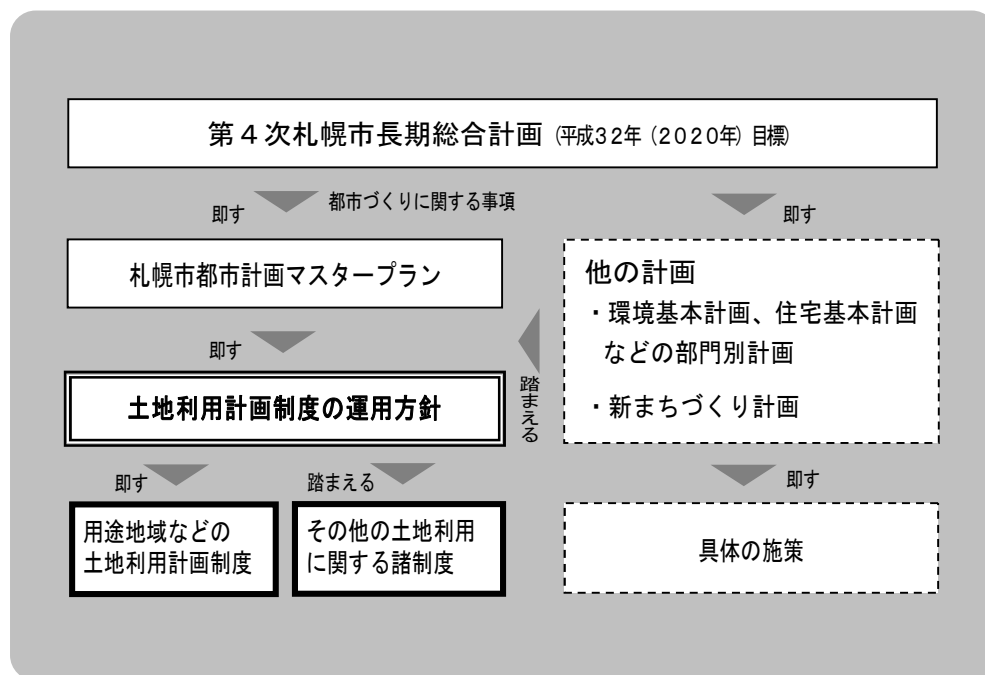 第４次札幌市長期総合計画（平成32年（2020年）目標）
即す
都市づくりに関する事項
即す
札幌市都市計画マスタープラン
即す
土地利用計画制度の運用方針
踏まえる
他の計画
・環境基本計画、住宅基本計画
などの部門別計画
・新まちづくり計画
即す
踏まえる
即す
用途地域などの
土地利用計画制度
その他の土地利用
に関する諸制度
具体の施策